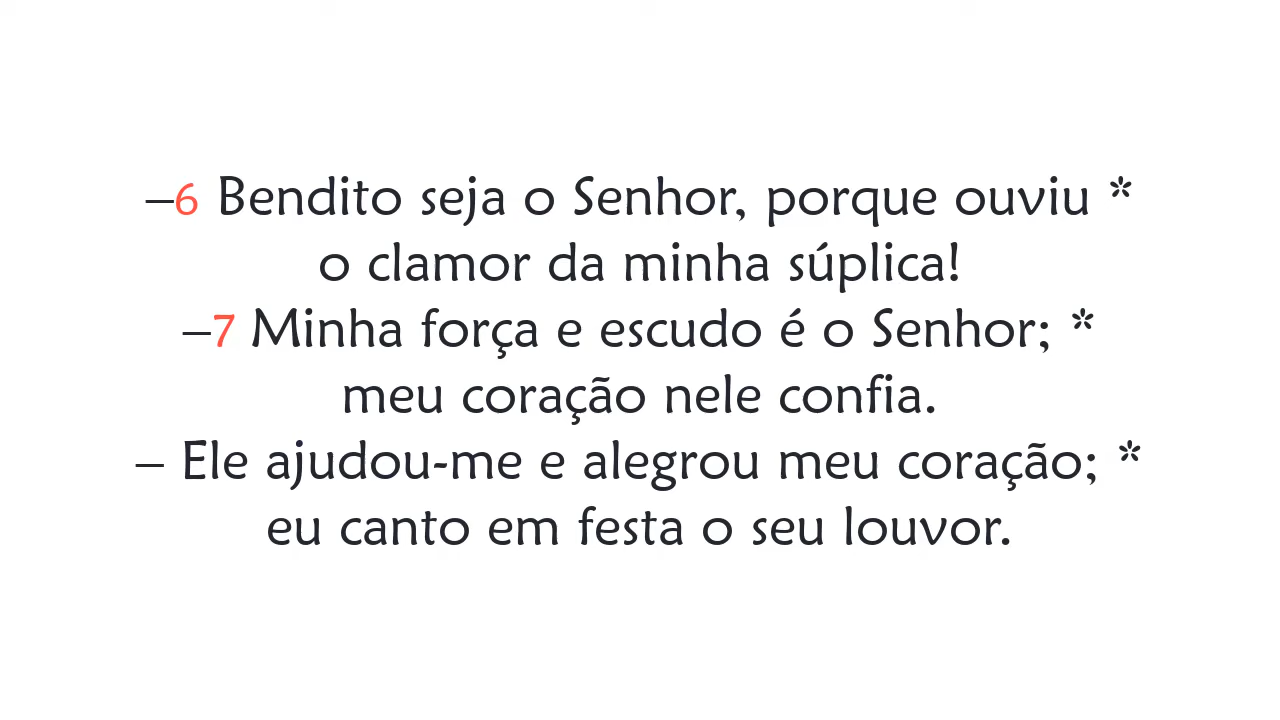 –6 Bendito seja o Senhor, porque ouviu *
o clamor da minha súplica!
–7 Minha força e escudo é o Senhor; *
meu coração nele confia.
– Ele ajudou-me e alegrou meu coração; *
eu canto em festa o seu louvor.